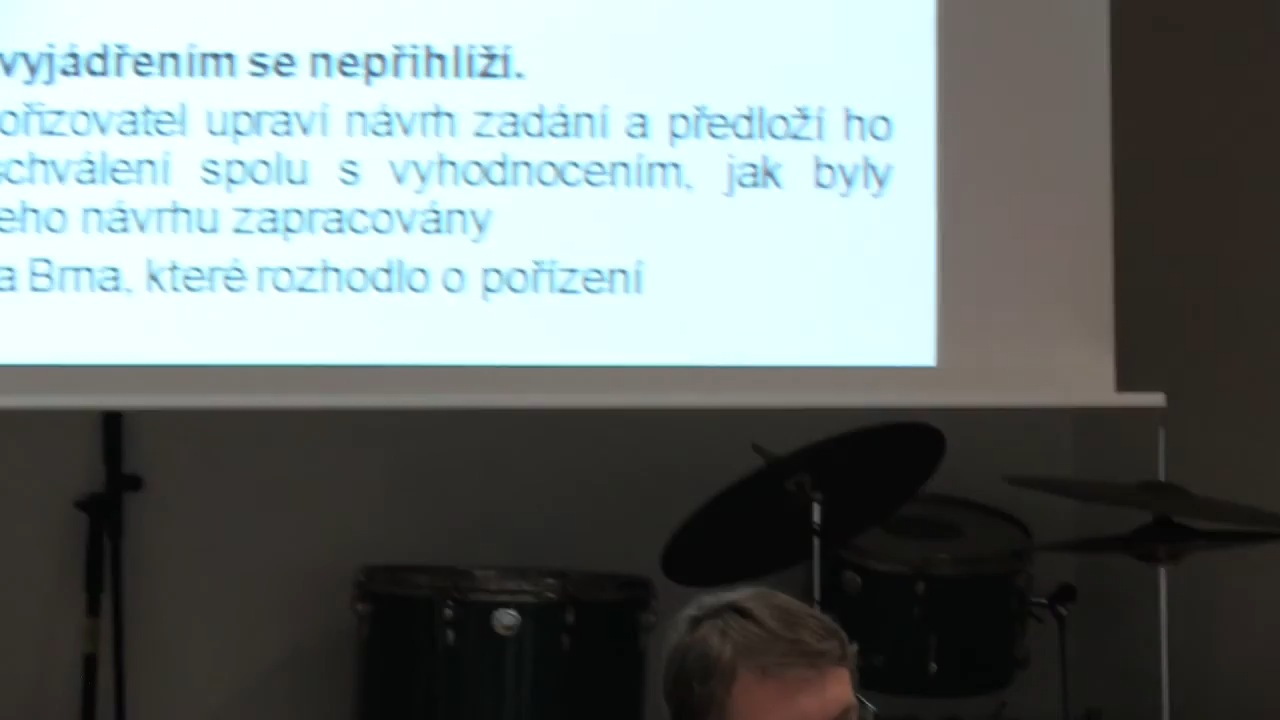 vyjádřením se nepřihlíží.
ořizovatel upraví návrh zadání a předloží ho
schválení spolu s vyhodnocením, jak byly
eho návrhu zapracovány
a Brna, které rozhodlo o pořízení